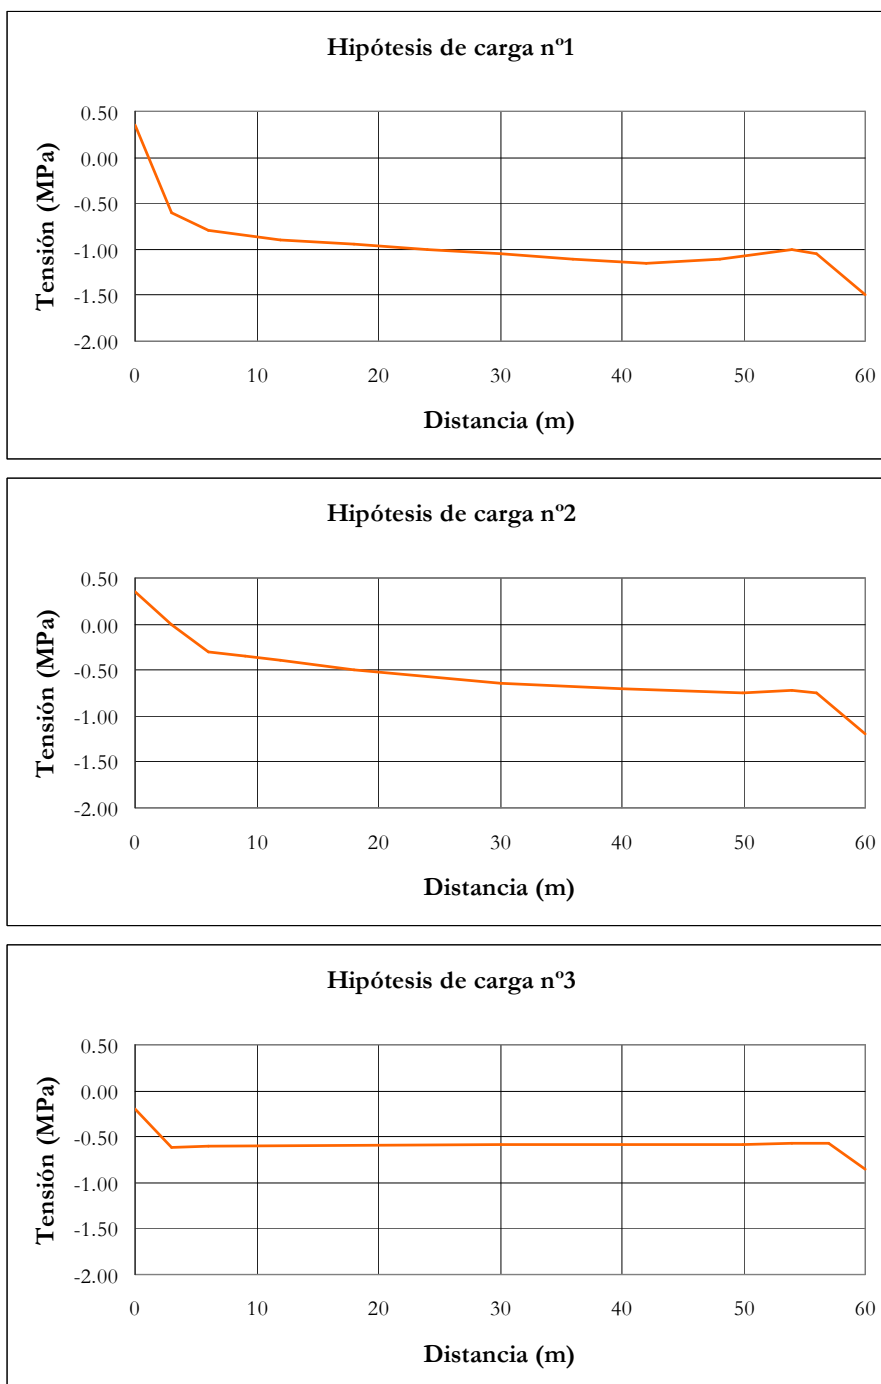 Hipótesis de carga nº1
Tensión (MPa)
0.50
0.00
-0.50
-1.00
-1.50
-2.00
0 10 20 30 40 50 60
Distancia (m)
Hipótesis de carga nº2
Tensión (MPa)
0.50
0.00
-0.50
-1.00
-1.50
-2.00
0 10 20 30 40 50 60
Distancia (m)
Hipótesis de carga nº3
Tensión (MPa)
0.50
0.00
-0.50
-1.00
-1.50
-2.00
0 10 20 30 40 50 60
Distancia (m)